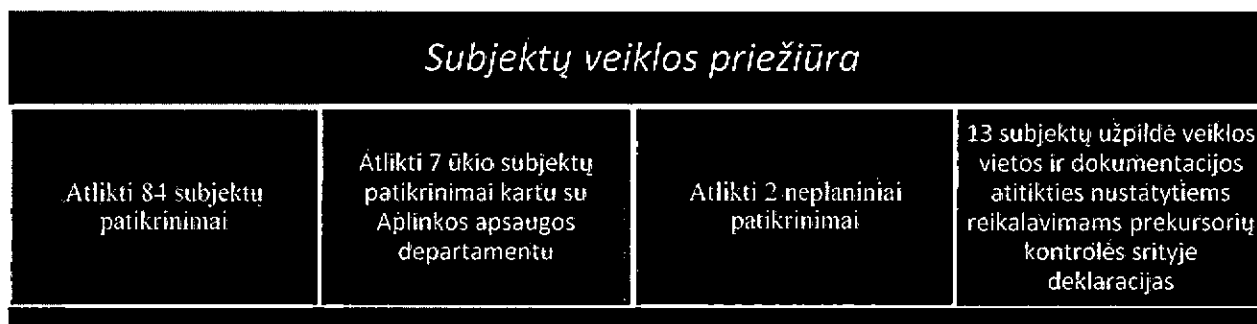 Subjektų veiklos priežiūra
Atlikti 84 subjektų
patikrinimai
Atlikti 7 ūkio subjektų
patikrinimai kartu su
Aplinkos apsaugos
departamentu
Atlikti 2 neplaniniai
patikrinimai
13 subjektų užpildė veiklos
vietos ir dokumentacijos
atitikties nustatytiems
reikalavimams prekursorių
kontrolės srityje
deklaracijas